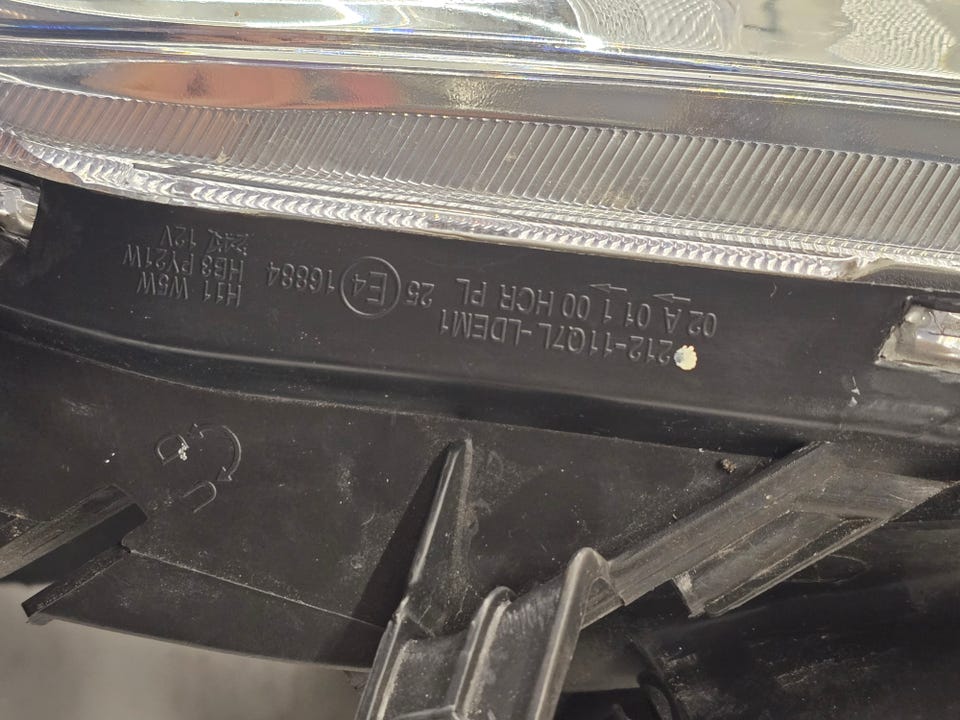 212-11Q7L-LDEM1
02 A 01 1 00 HCR PL 25 E4 16884
H11 W5W
HB3 PY21W
12V
U
D